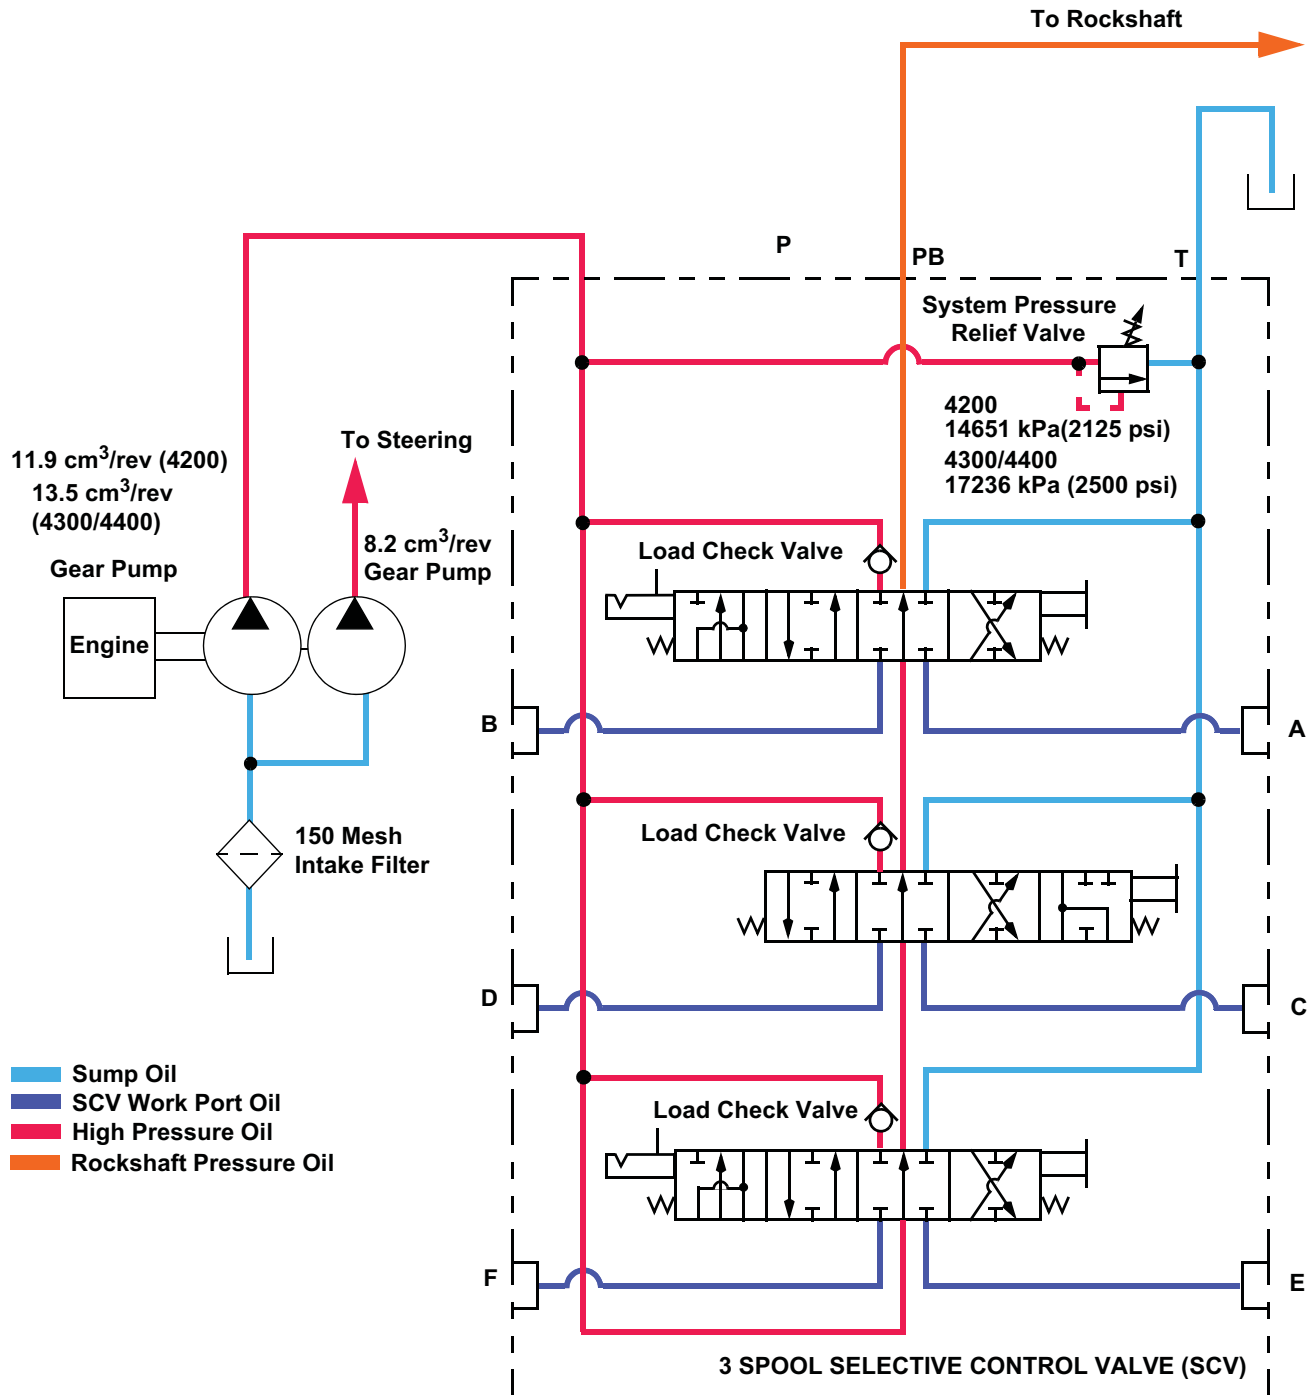 To Rockshaft
P
PB
T
System Pressure
Relief Valve
4200
14651 kPa(2125 psi)
4300/4400
17236 kPa (2500 psi)
To Steering
11.9 cm³/rev (4200)
13.5 cm³/rev
(4300/4400)
Gear Pump
8.2 cm³/rev
Gear Pump
Engine
Load Check Valve
B
A
150 Mesh
Intake Filter
Load Check Valve
D
C
Sump Oil
SCV Work Port Oil
High Pressure Oil
Rockshaft Pressure Oil
Load Check Valve
F
E
3 SPOOL SELECTIVE CONTROL VALVE (SCV)